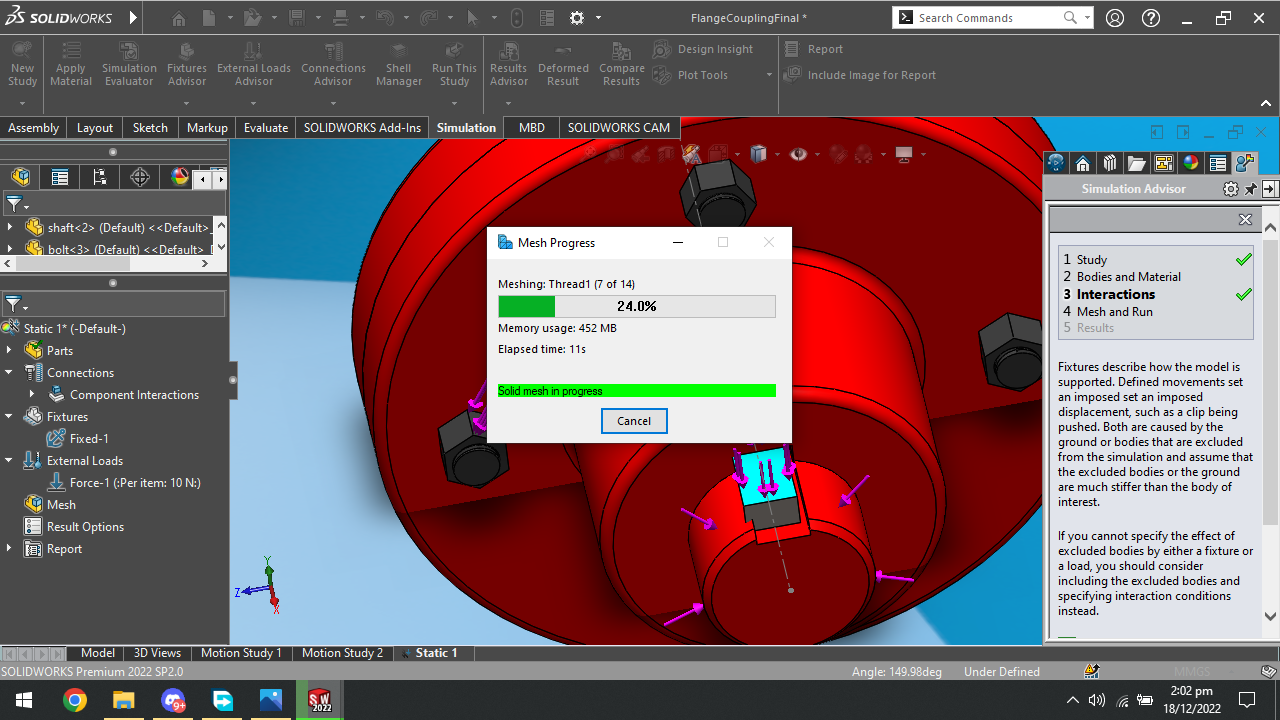 SOLIDWORKS
FlangeCouplingFinal *
Search Commands
New Study
Apply Material
Simulation Evaluator
Fixtures Advisor
External Loads Advisor
Connections Advisor
Shell Manager
Run This Study
Results Advisor
Deformed Result
Compare Results
Design Insight
Plot Tools
Report
Include Image for Report
Assembly
Layout
Sketch
Markup
Evaluate
SOLIDWORKS Add-Ins
Simulation
MBD
SOLIDWORKS CAM
shaft<2> (Default) <<Default>_
bolt<3> (Default) <<Default>_
Static 1* (-Default-)
Parts
Connections
Component Interactions
Fixtures
Fixed-1
External Loads
Force-1 (:Per item: 10 N:)
Mesh
Result Options
Report
Y
Z
X
Mesh Progress
Meshing: Thread1 (7 of 14)
24.0%
Memory usage: 452 MB
Elapsed time: 11s
Solid mesh in progress
Cancel
Simulation Advisor
1 Study
2 Bodies and Material
3 Interactions
4 Mesh and Run
5 Results
Fixtures describe how the model is
supported. Defined movements set
an imposed set an imposed
displacement, such as a clip being
pushed. Both are caused by the
ground or bodies that are excluded
from the simulation and assume that
the excluded bodies or the ground
are much stiffer than the body of
interest.
If you cannot specify the effect of
excluded bodies by either a fixture or
a load, you should consider
including the excluded bodies and
specifying interaction conditions
instead.
Model
3D Views
Motion Study 1
Motion Study 2
Static 1
SOLIDWORKS Premium 2022 SP2.0
Angle: 149.98deg
Under Defined
MMGS
9+
SW
2022
2:02 pm
18/12/2022